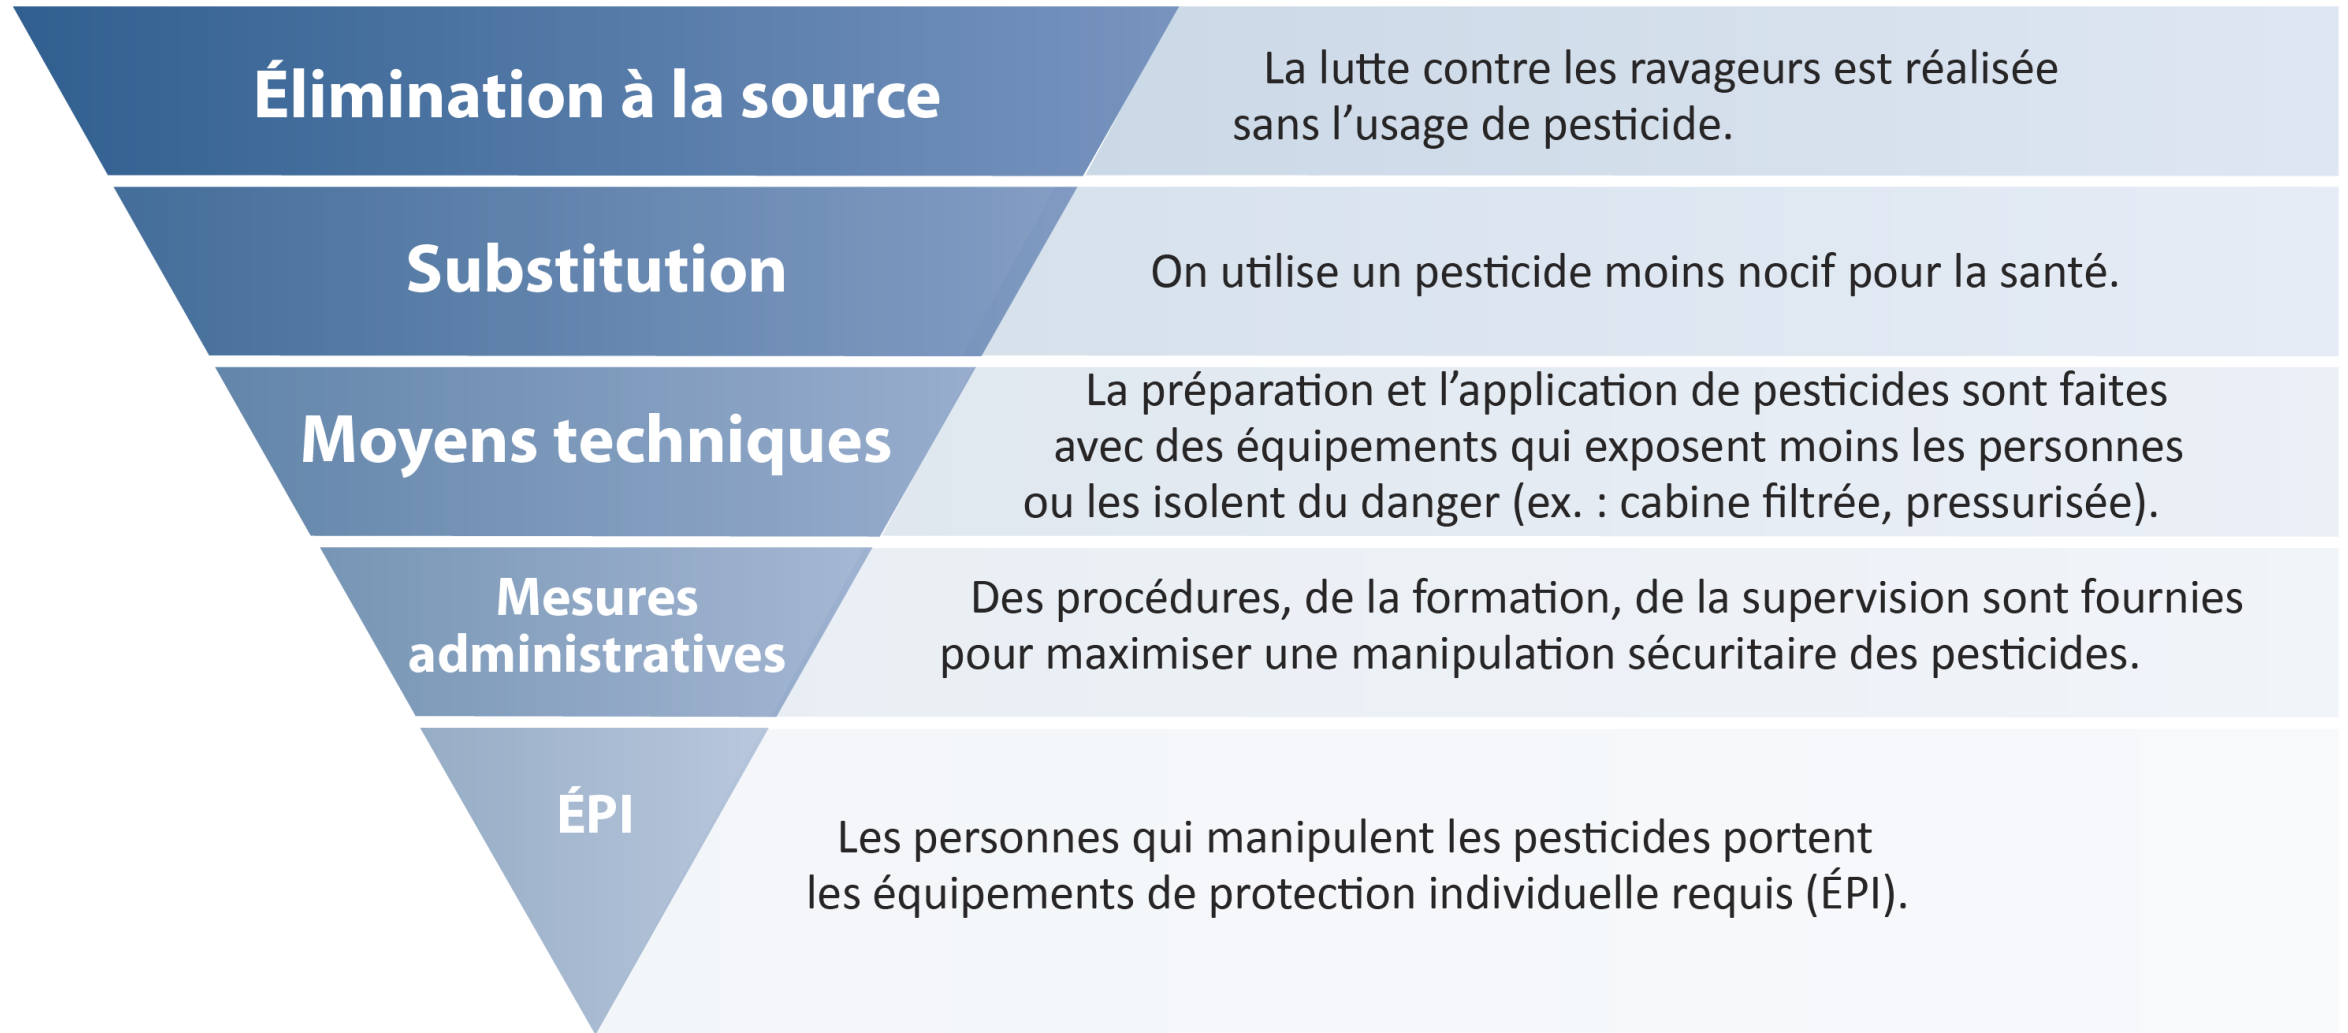 Élimination à la source
La lutte contre les ravageurs est réalisée
sans l’usage de pesticide.
Substitution
On utilise un pesticide moins nocif pour la santé.
Moyens techniques
La préparation et l’application de pesticides sont faites
avec des équipements qui exposent moins les personnes
ou les isolent du danger (ex. : cabine filtrée, pressurisée).
Mesures
administratives
Des procédures, de la formation, de la supervision sont fournies
pour maximiser une manipulation sécuritaire des pesticides.
ÉPI
Les personnes qui manipulent les pesticides portent
les équipements de protection individuelle requis (ÉPI).